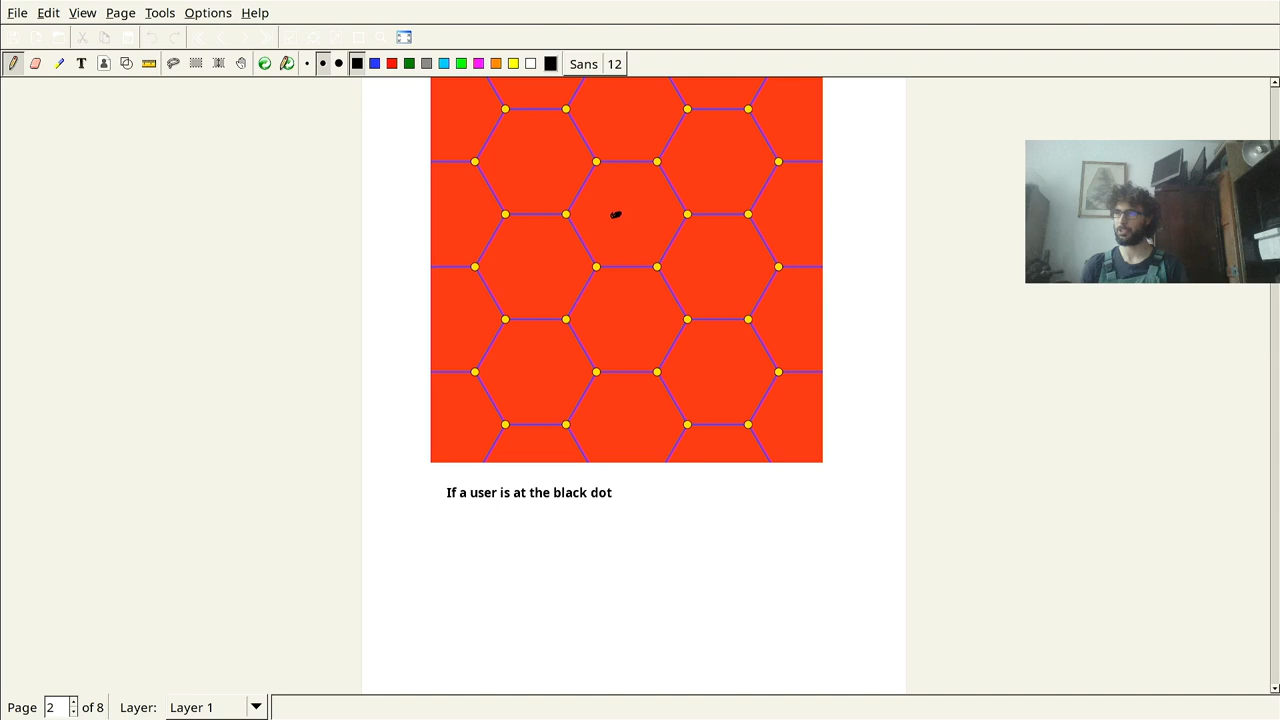 File Edit View Page Tools Options Help
T Sans 12
If a user is at the black dot
Page 2 of 8 Layer: Layer 1